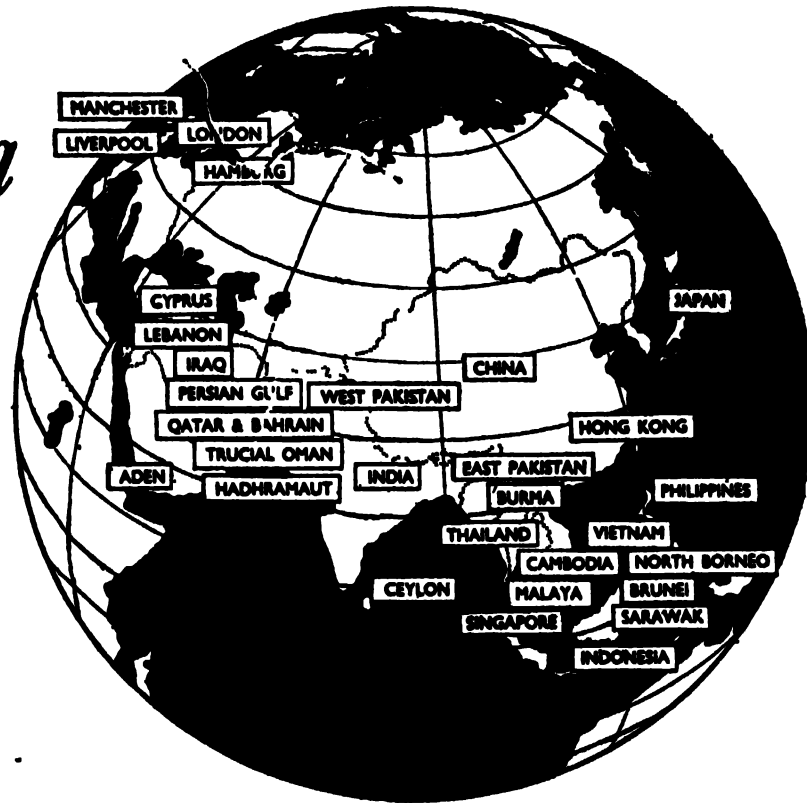 MANCHESTER
LIVERPOOL
LONDON
HAMBURG
CYPRUS
LEBANON
IRAQ
PERSIAN GULF
QATAR & BAHRAIN
TRUCIAL OMAN
ADEN
HADHRAMAUT
WEST PAKISTAN
INDIA
CEYLON
CHINA
JAPAN
HONG KONG
EAST PAKISTAN
BURMA
PHILIPPINES
THAILAND
VIETNAM
CAMBODIA
NORTH BORNEO
MALAYA
BRUNEI
SINGAPORE
SARAWAK
INDONESIA